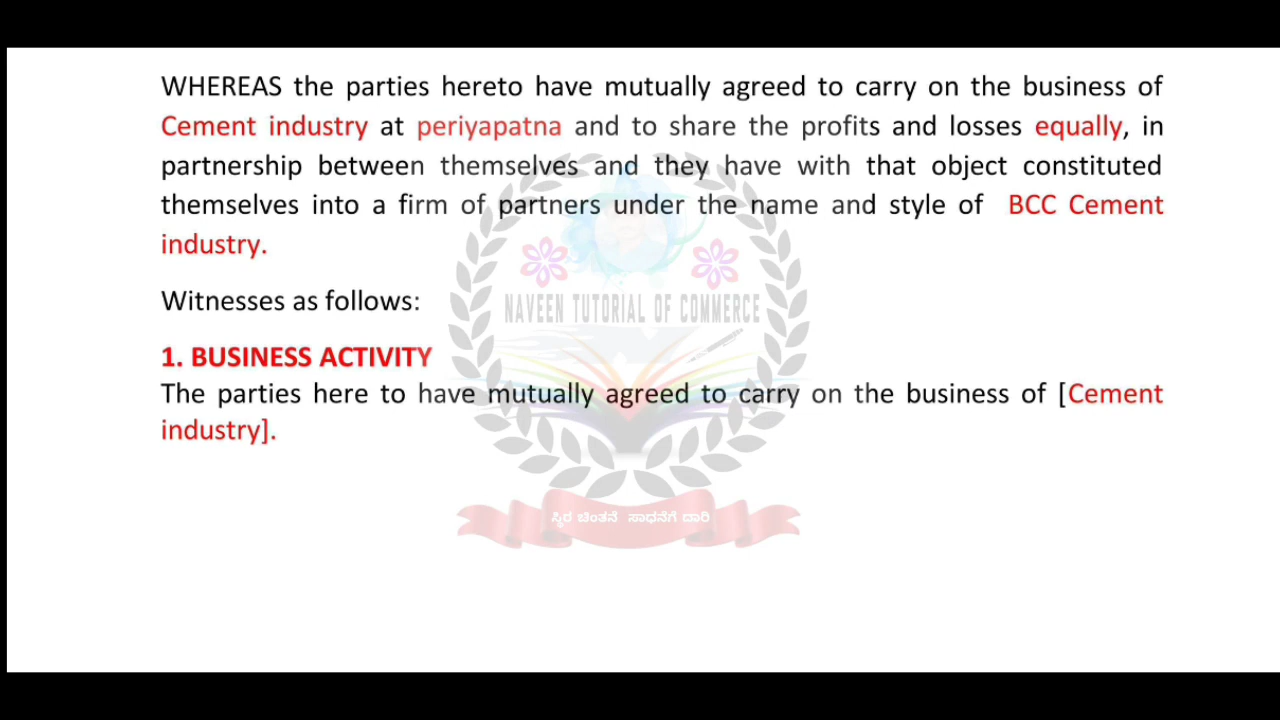 WHEREAS the parties hereto have mutually agreed to carry on the business of
Cement industry at periyapatna and to share the profits and losses equally, in
partnership between themselves and they have with that object constituted
themselves into a firm of partners under the name and style of BCC Cement
industry.
NAVEEN TUTORIAL OF COMMERCE
Witnesses as follows:
1. BUSINESS ACTIVITY
The parties here to have mutually agreed to carry on the business of [Cement
industry].
ಸ್ಥಿರ ಚಿಂತನೆ ಸಾಧನೆಗೆ ದಾರಿ